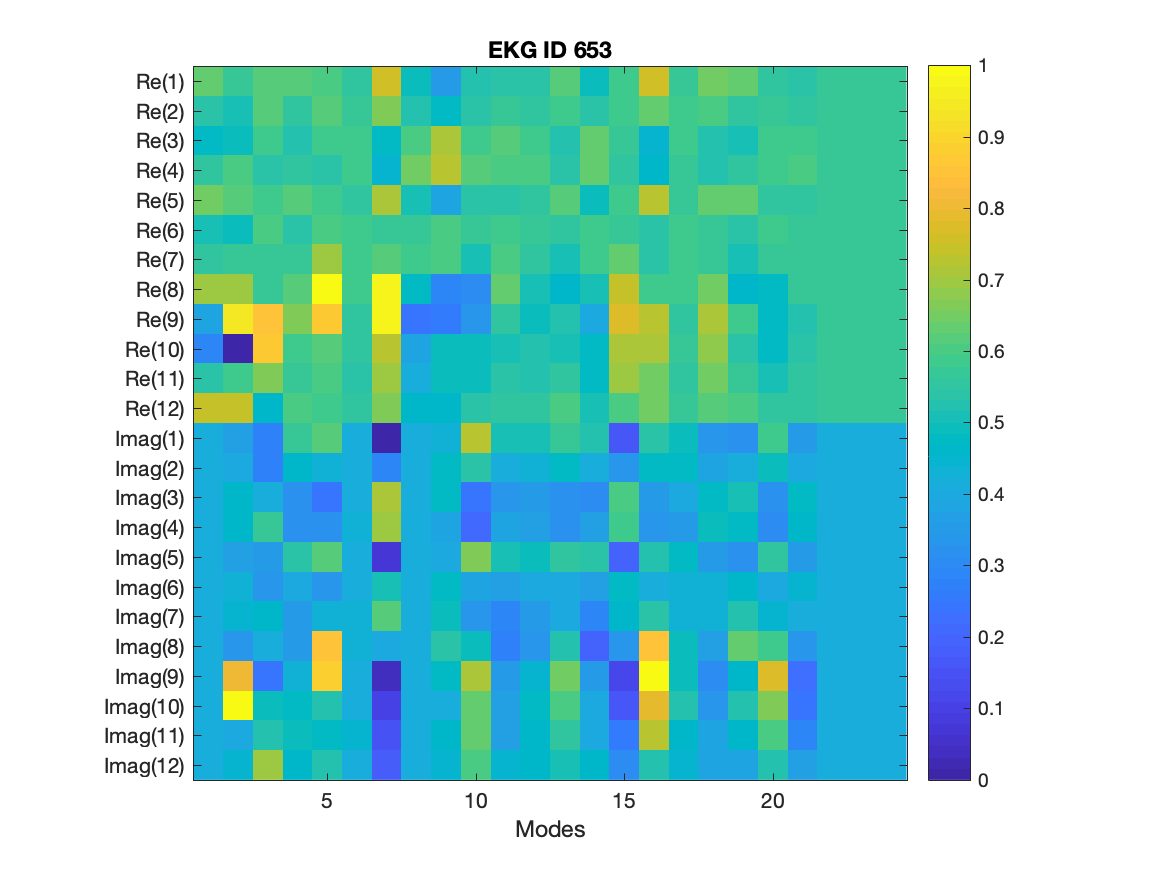 EKG ID 653
Re(1)
Re(2)
Re(3)
Re(4)
Re(5)
Re(6)
Re(7)
Re(8)
Re(9)
Re(10)
Re(11)
Re(12)
Imag(1)
Imag(2)
Imag(3)
Imag(4)
Imag(5)
Imag(6)
Imag(7)
Imag(8)
Imag(9)
Imag(10)
Imag(11)
Imag(12)
5 10 15 20
Modes
1
0.9
0.8
0.7
0.6
0.5
0.4
0.3
0.2
0.1
0